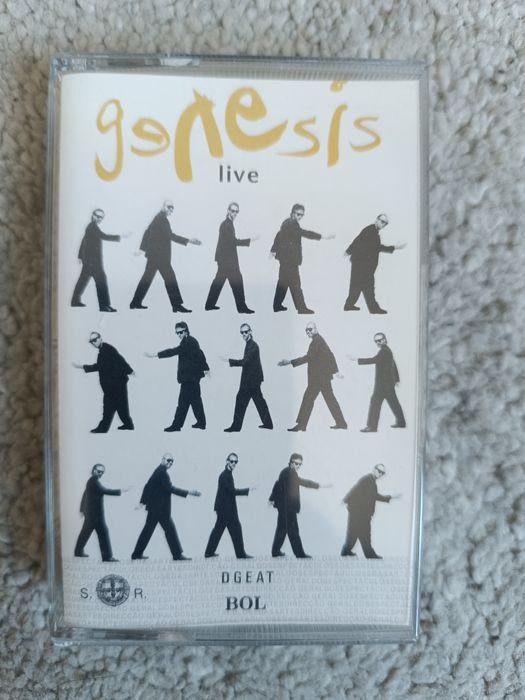 genesis
live
DGEAT
S. R.
BOL